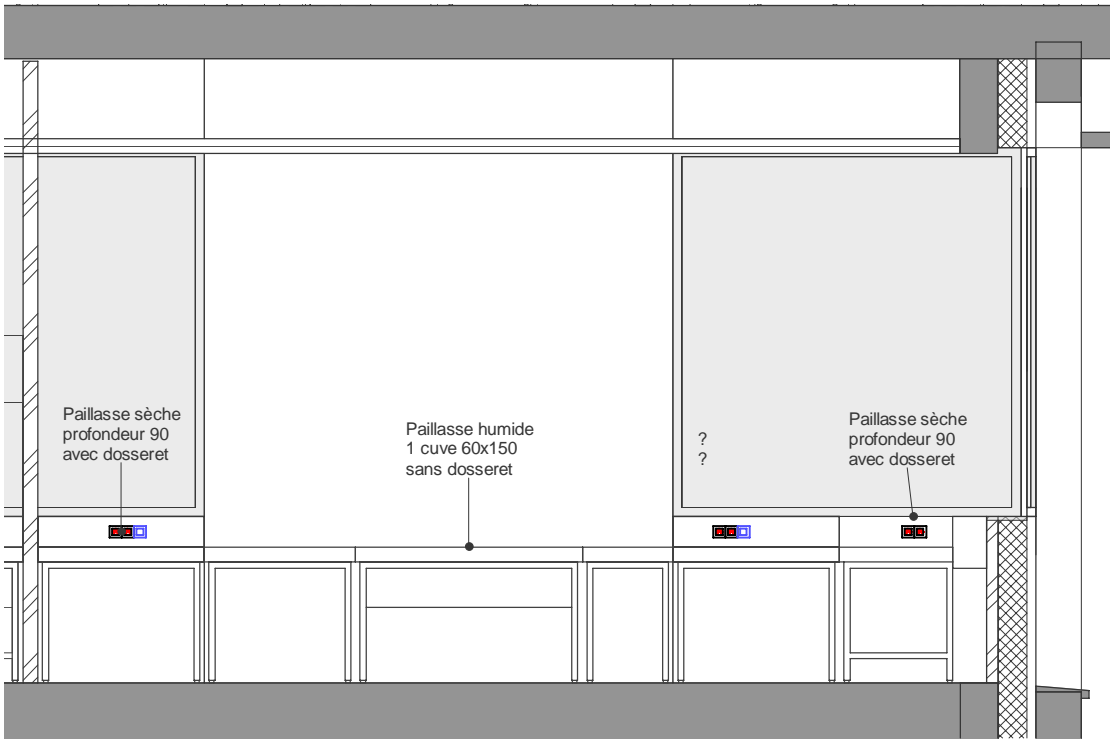 Paillasse sèche
profondeur 90
avec dosseret
Paillasse humide
1 cuve 60x150
sans dosseret
?
?
Paillasse sèche
profondeur 90
avec dosseret